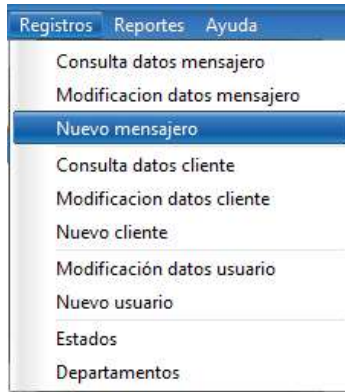 Registros Reportes Ayuda
Consulta datos mensajero
Modificacion datos mensajero
Nuevo mensajero
Consulta datos cliente
Modificacion datos cliente
Nuevo cliente
Modificación datos usuario
Nuevo usuario
Estados
Departamentos